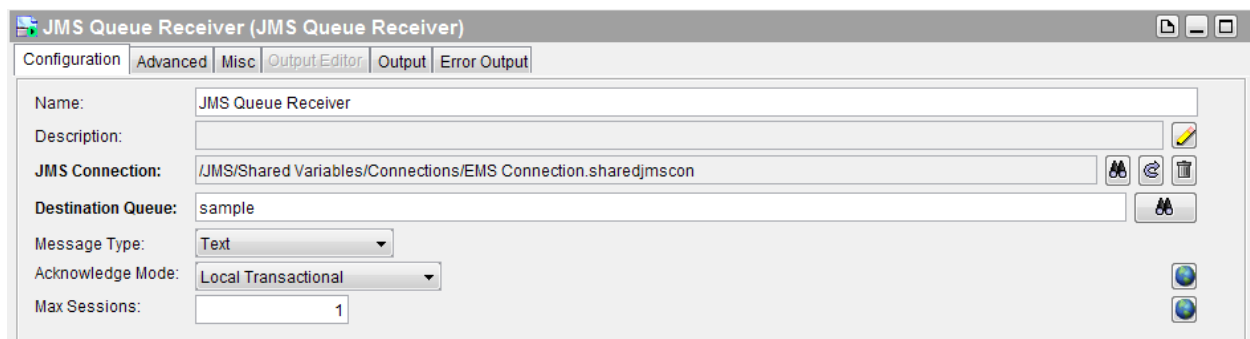 JMS Queue Receiver (JMS Queue Receiver)
Configuration Advanced Misc Output Editor Output Error Output
Name: JMS Queue Receiver
Description:
JMS Connection: /JMS/Shared Variables/Connections/EMS Connection.sharedjmscon
Destination Queue: sample
Message Type: Text
Acknowledge Mode: Local Transactional
Max Sessions: 1